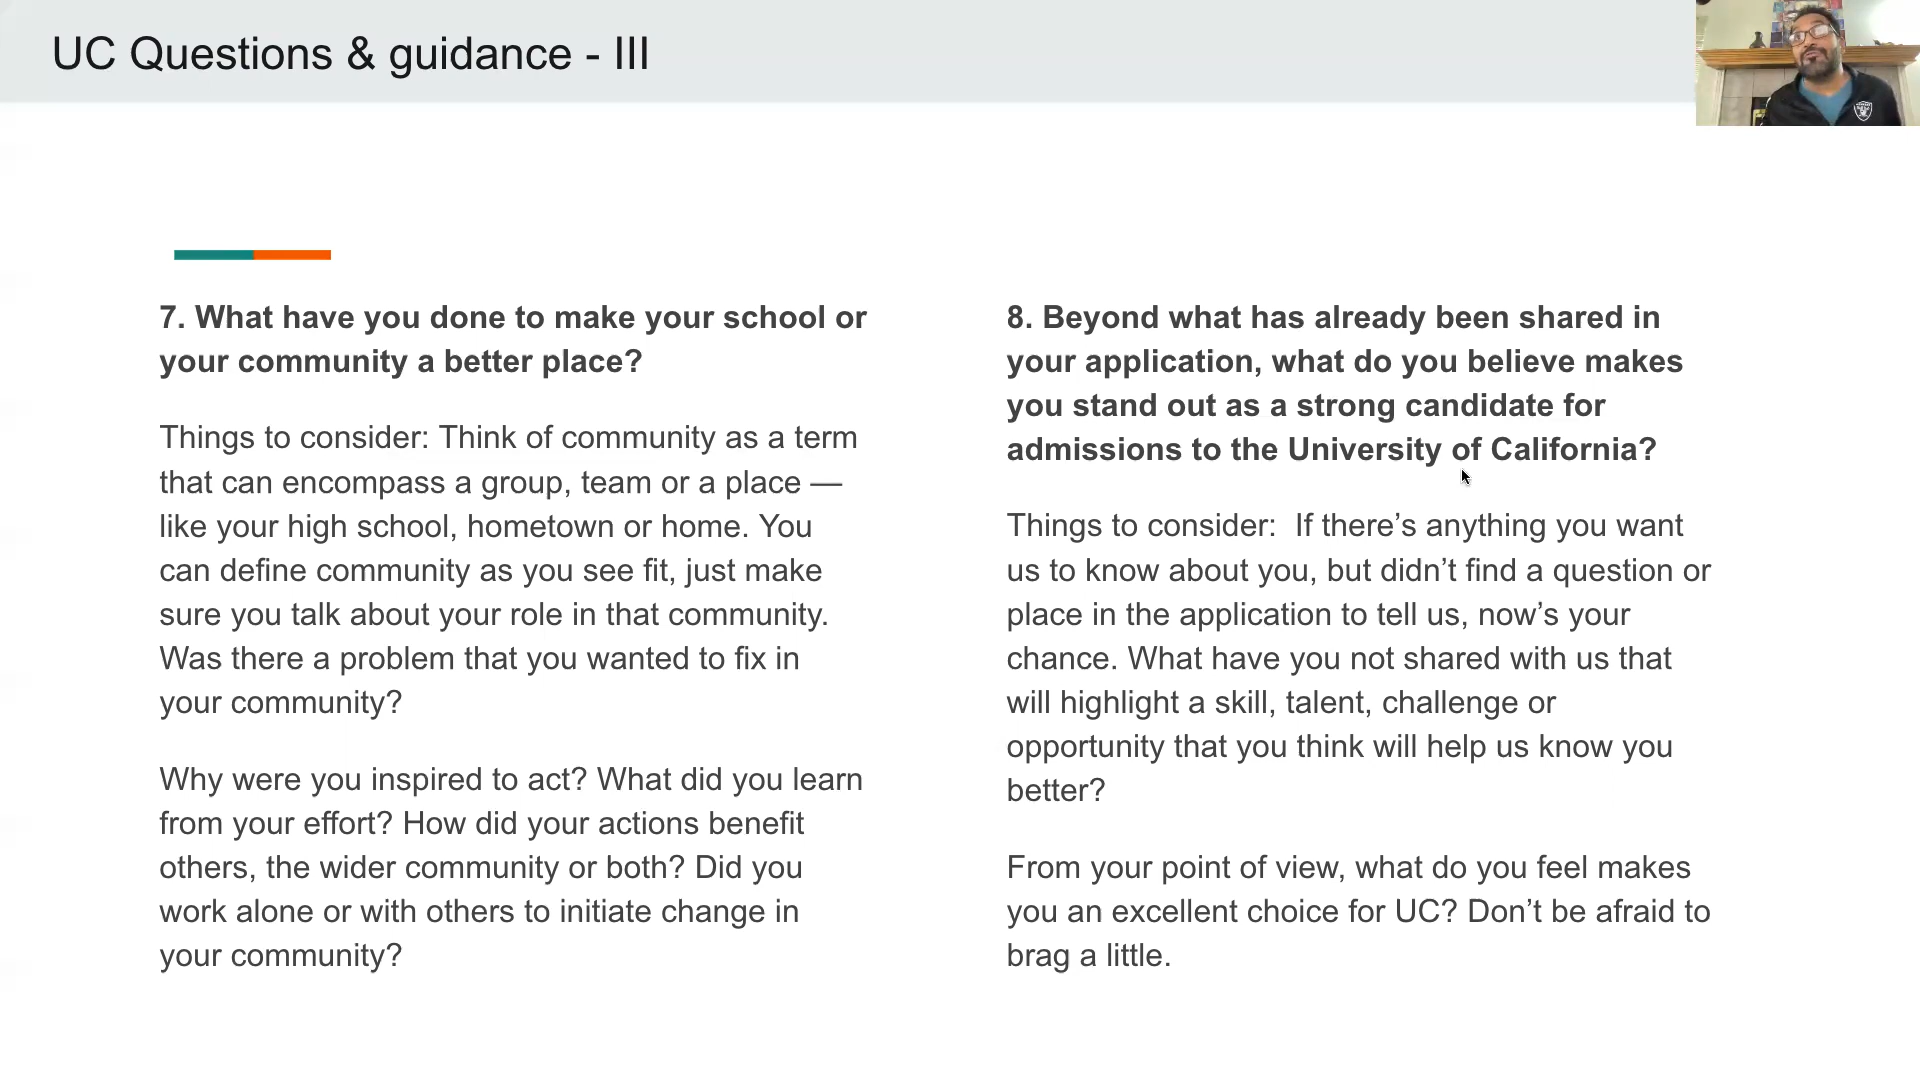 UC Questions & guidance - III
7. What have you done to make your school or
your community a better place?
Things to consider: Think of community as a term
that can encompass a group, team or a place —
like your high school, hometown or home. You
can define community as you see fit, just make
sure you talk about your role in that community.
Was there a problem that you wanted to fix in
your community?
Why were you inspired to act? What did you learn
from your effort? How did your actions benefit
others, the wider community or both? Did you
work alone or with others to initiate change in
your community?
8. Beyond what has already been shared in
your application, what do you believe makes
you stand out as a strong candidate for
admissions to the University of California?
Things to consider:  If there’s anything you want
us to know about you, but didn’t find a question or
place in the application to tell us, now’s your
chance. What have you not shared with us that
will highlight a skill, talent, challenge or
opportunity that you think will help us know you
better?
From your point of view, what do you feel makes
you an excellent choice for UC? Don’t be afraid to
brag a little.